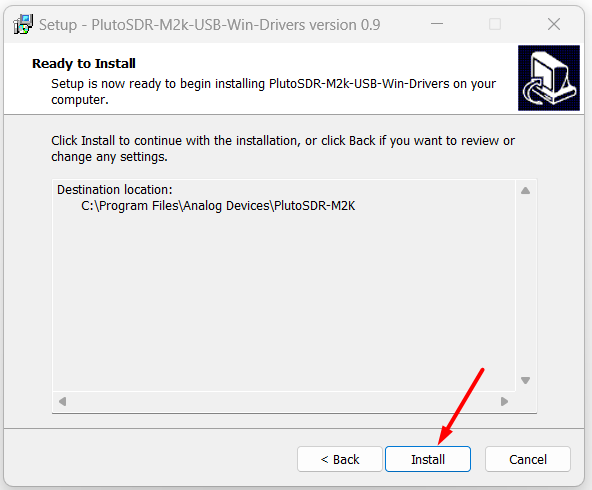 Setup - PlutoSDR-M2k-USB-Win-Drivers version 0.9
Ready to Install
Setup is now ready to begin installing PlutoSDR-M2k-USB-Win-Drivers on your
computer.
Click Install to continue with the installation, or click Back if you want to review or
change any settings.
Destination location:
C:\Program Files\Analog Devices\PlutoSDR-M2K
< Back
Install
Cancel